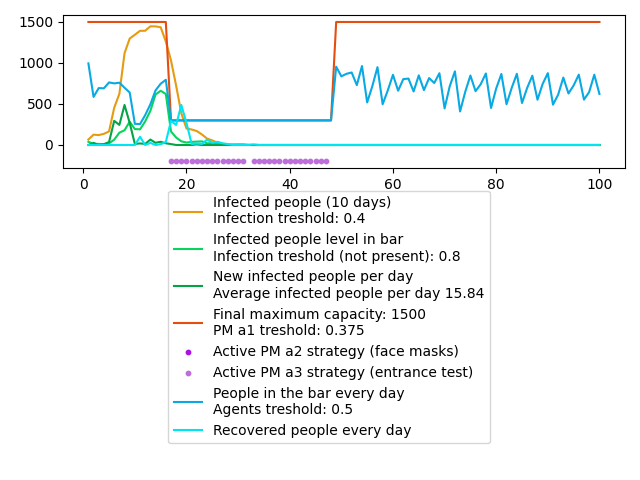 1500
1000
500
0
0 20 40 60 80 100
Infected people (10 days)
Infection treshold: 0.4
Infected people level in bar
Infection treshold (not present): 0.8
New infected people per day
Average infected people per day 15.84
Final maximum capacity: 1500
PM a1 treshold: 0.375
Active PM a2 strategy (face masks)
Active PM a3 strategy (entrance test)
People in the bar every day
Agents treshold: 0.5
Recovered people every day